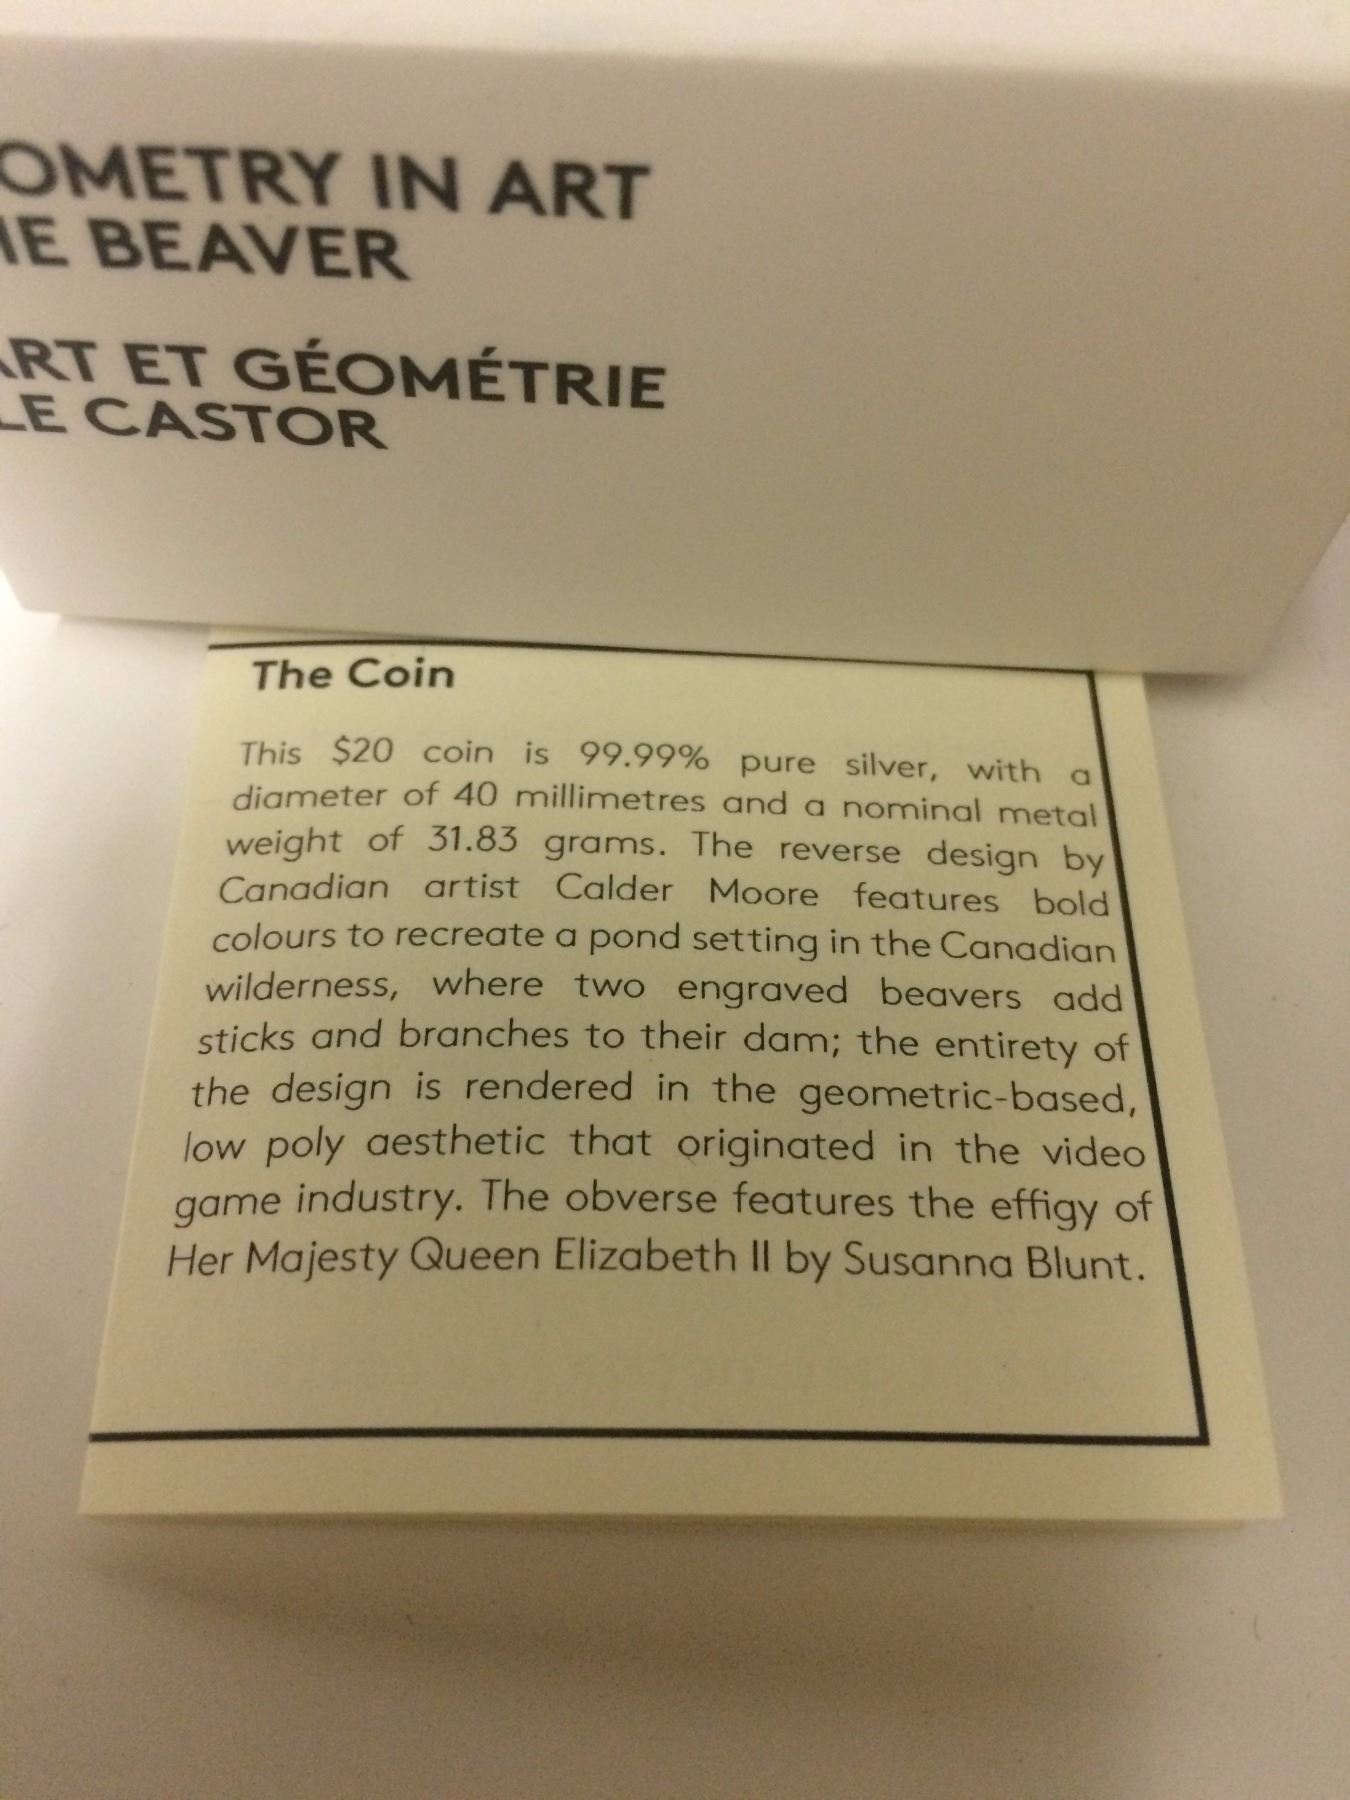 OMETRY IN ART
IE BEAVER
ART ET GÉOMÉTRIE
LE CASTOR
The Coin
This $20 coin is 99.99% pure silver, with a
diameter of 40 millimetres and a nominal metal
weight of 31.83 grams. The reverse design by
Canadian artist Calder Moore features bold
colours to recreate a pond setting in the Canadian
wilderness, where two engraved beavers add
sticks and branches to their dam; the entirety of
the design is rendered in the geometric-based,
low poly aesthetic that originated in the video
game industry. The obverse features the effigy of
Her Majesty Queen Elizabeth II by Susanna Blunt.